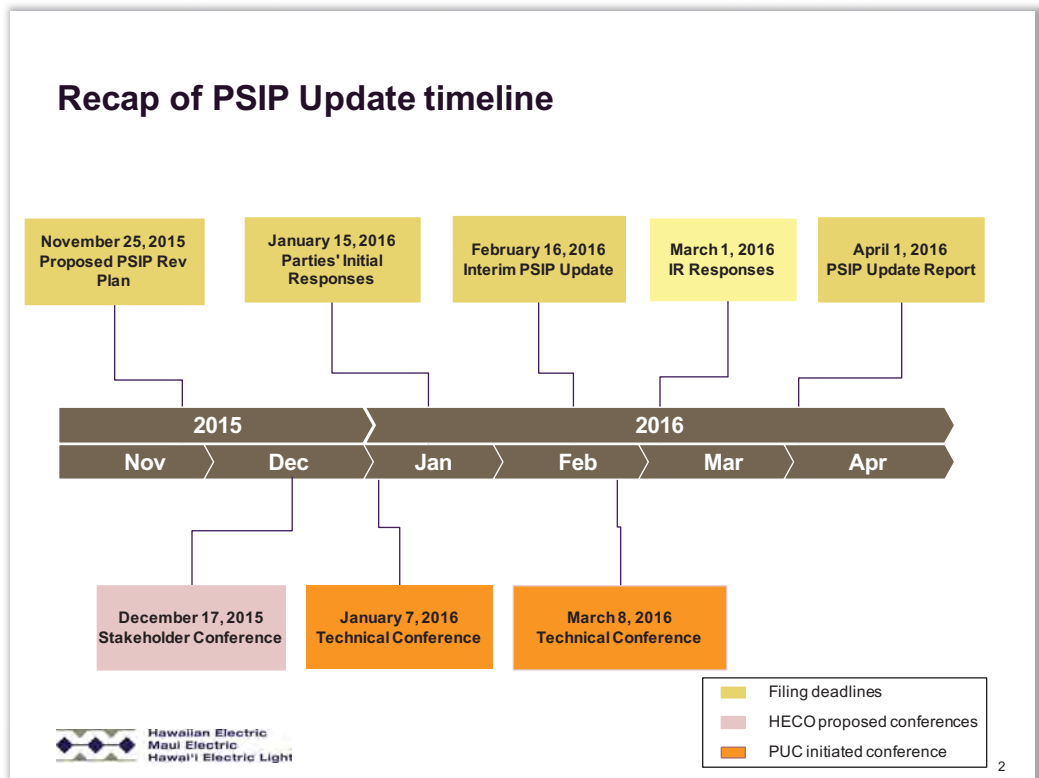 Recap of PSIP Update timeline
November 25, 2015
Proposed PSIP Rev
Plan
January 15, 2016
Parties' Initial
Responses
February 16, 2016
Interim PSIP Update
March 1, 2016
IR Responses
April 1, 2016
PSIP Update Report
2015
2016
Nov
Dec
Jan
Feb
Mar
Apr
December 17, 2015
Stakeholder Conference
January 7, 2016
Technical Conference
March 8, 2016
Technical Conference
Filing deadlines
HECO proposed conferences
PUC initiated conference
Hawaiian Electric
Maui Electric
Hawai'i Electric Light
2